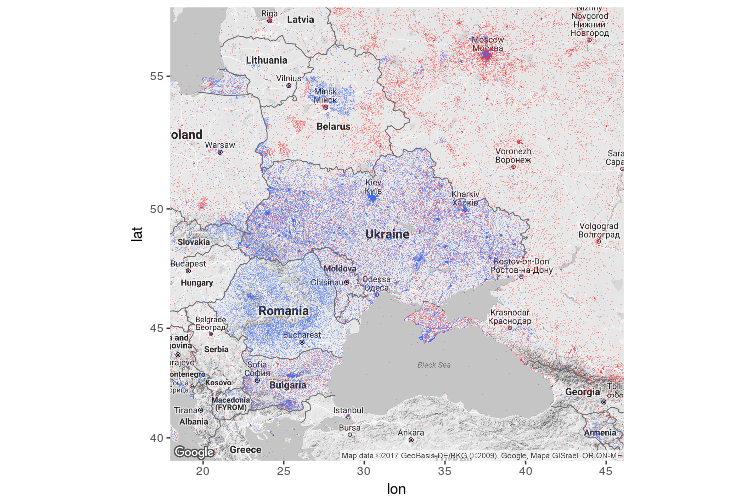 Riga
Latvia
Nizhny
Novgorod
Нижний
Новгород
Moscow
Москва
55
Lithuania
Vilnius
Minsk
Мінск
Belarus
oland
Warsaw
Voronezh
Воронеж
Sara
Сара
50
Kiev
Київ
Kharkiv
Харків
Ukraine
Slovakia
Volgograd
Волгоград
Budapest
Moldova
Chisinau
Odessa
Одеса
Rostov-on-Don
Ростов-на-Дону
Hungary
Romania
Krasnodar
Краснодар
45
Belgrade
Београд
Bucharest
a and
govina
Serbia
Sofia
София
Black Sea
Kosovo
Bulgaria
Georgia
Macedonia
(FYROM)
Tirana
Albania
Istanbul
Bursa
Ankara
Armenia
40
Greece
Google
Map data ©2017 GeoBasis-DE/BKG (©2009), Google, Mapa GISrael, ORION-ME
20
25
30
35
40
45
lon
lat